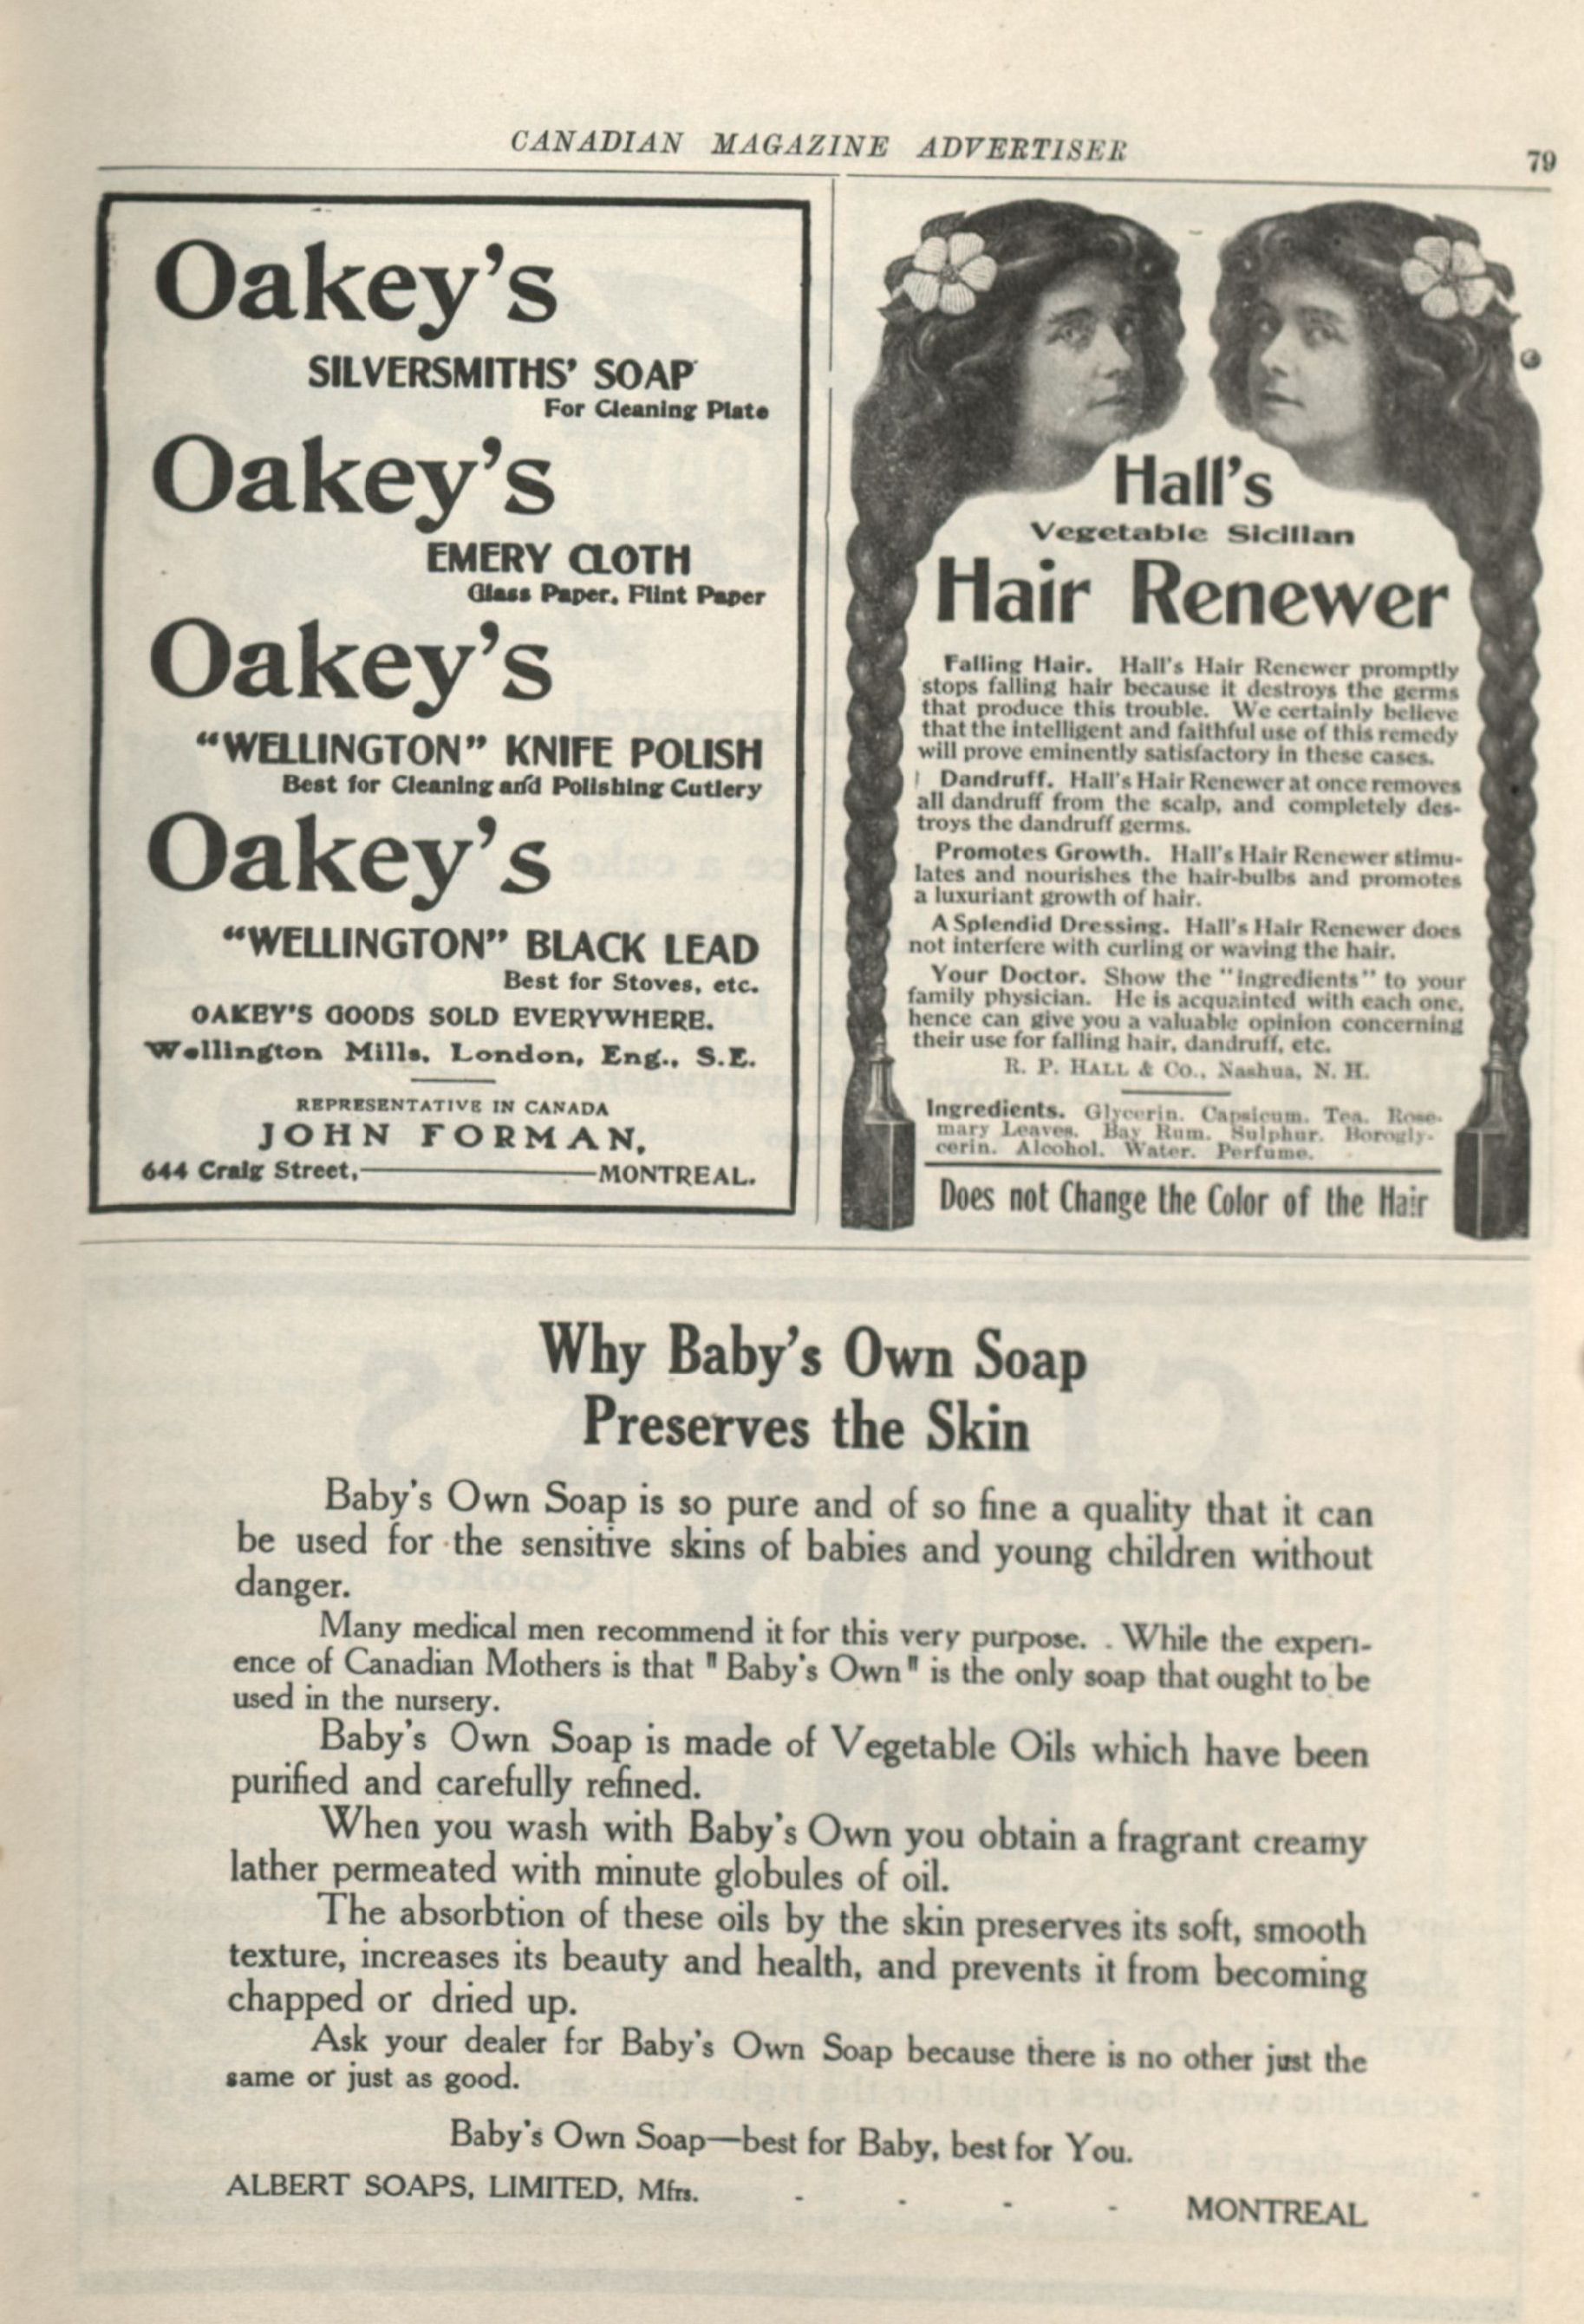 CANADIAN MAGAZINE ADVERTISER
79
Oakey's
SILVERSMITHS' SOAP
For Cleaning Plate
Oakey's
EMERY CLOTH
Glass Paper, Flint Paper
Oakey's
"WELLINGTON" KNIFE POLISH
Best for Cleaning and Polishing Cutlery
Oakey's
"WELLINGTON" BLACK LEAD
Best for Stoves, etc.
OAKEY'S GOODS SOLD EVERYWHERE.
Wellington Mills, London, Eng., S.E.
REPRESENTATIVE IN CANADA
JOHN FORMAN,
644 Craig Street, MONTREAL.
Hall's
Vegetable Sicilian
Hair Renewer
Falling Hair. Hall's Hair Renewer promptly
stops falling hair because it destroys the germs
that produce this trouble. We certainly believe
that the intelligent and faithful use of this remedy
will prove eminently satisfactory in these cases.
Dandruff. Hall's Hair Renewer at once removes
all dandruff from the scalp, and completely des-
troys the dandruff germs.
Promotes Growth. Hall's Hair Renewer stimu-
lates and nourishes the hair-bulbs and promotes
a luxuriant growth of hair.
A Splendid Dressing. Hall's Hair Renewer does
not interfere with curling or waving the hair.
Your Doctor. Show the "ingredients" to your
family physician. He is acquainted with each one,
hence can give you a valuable opinion concerning
their use for falling hair, dandruff, etc.
R. P. HALL & CO., Nashua, N. H.
Ingredients. Glycerin. Capsicum. Tea. Rose-
mary Leaves. Bay Rum. Sulphur. Borogly-
cerin. Alcohol. Water. Perfume.
Does not Change the Color of the Hair
Why Baby's Own Soap
Preserves the Skin
Baby's Own Soap is so pure and of so fine a quality that it can
be used for the sensitive skins of babies and young children without
danger.
Many medical men recommend it for this very purpose. . While the experi-
ence of Canadian Mothers is that "Baby's Own" is the only soap that ought to be
used in the nursery.
Baby's Own Soap is made of Vegetable Oils which have been
purified and carefully refined.
When you wash with Baby's Own you obtain a fragrant creamy
lather permeated with minute globules of oil.
The absorbtion of these oils by the skin preserves its soft, smooth
texture, increases its beauty and health, and prevents it from becoming
chapped or dried up.
Ask your dealer for Baby's Own Soap because there is no other just the
same or just as good.
Baby's Own Soap—best for Baby, best for You.
ALBERT SOAPS, LIMITED, Mfrs. - - - - MONTREAL